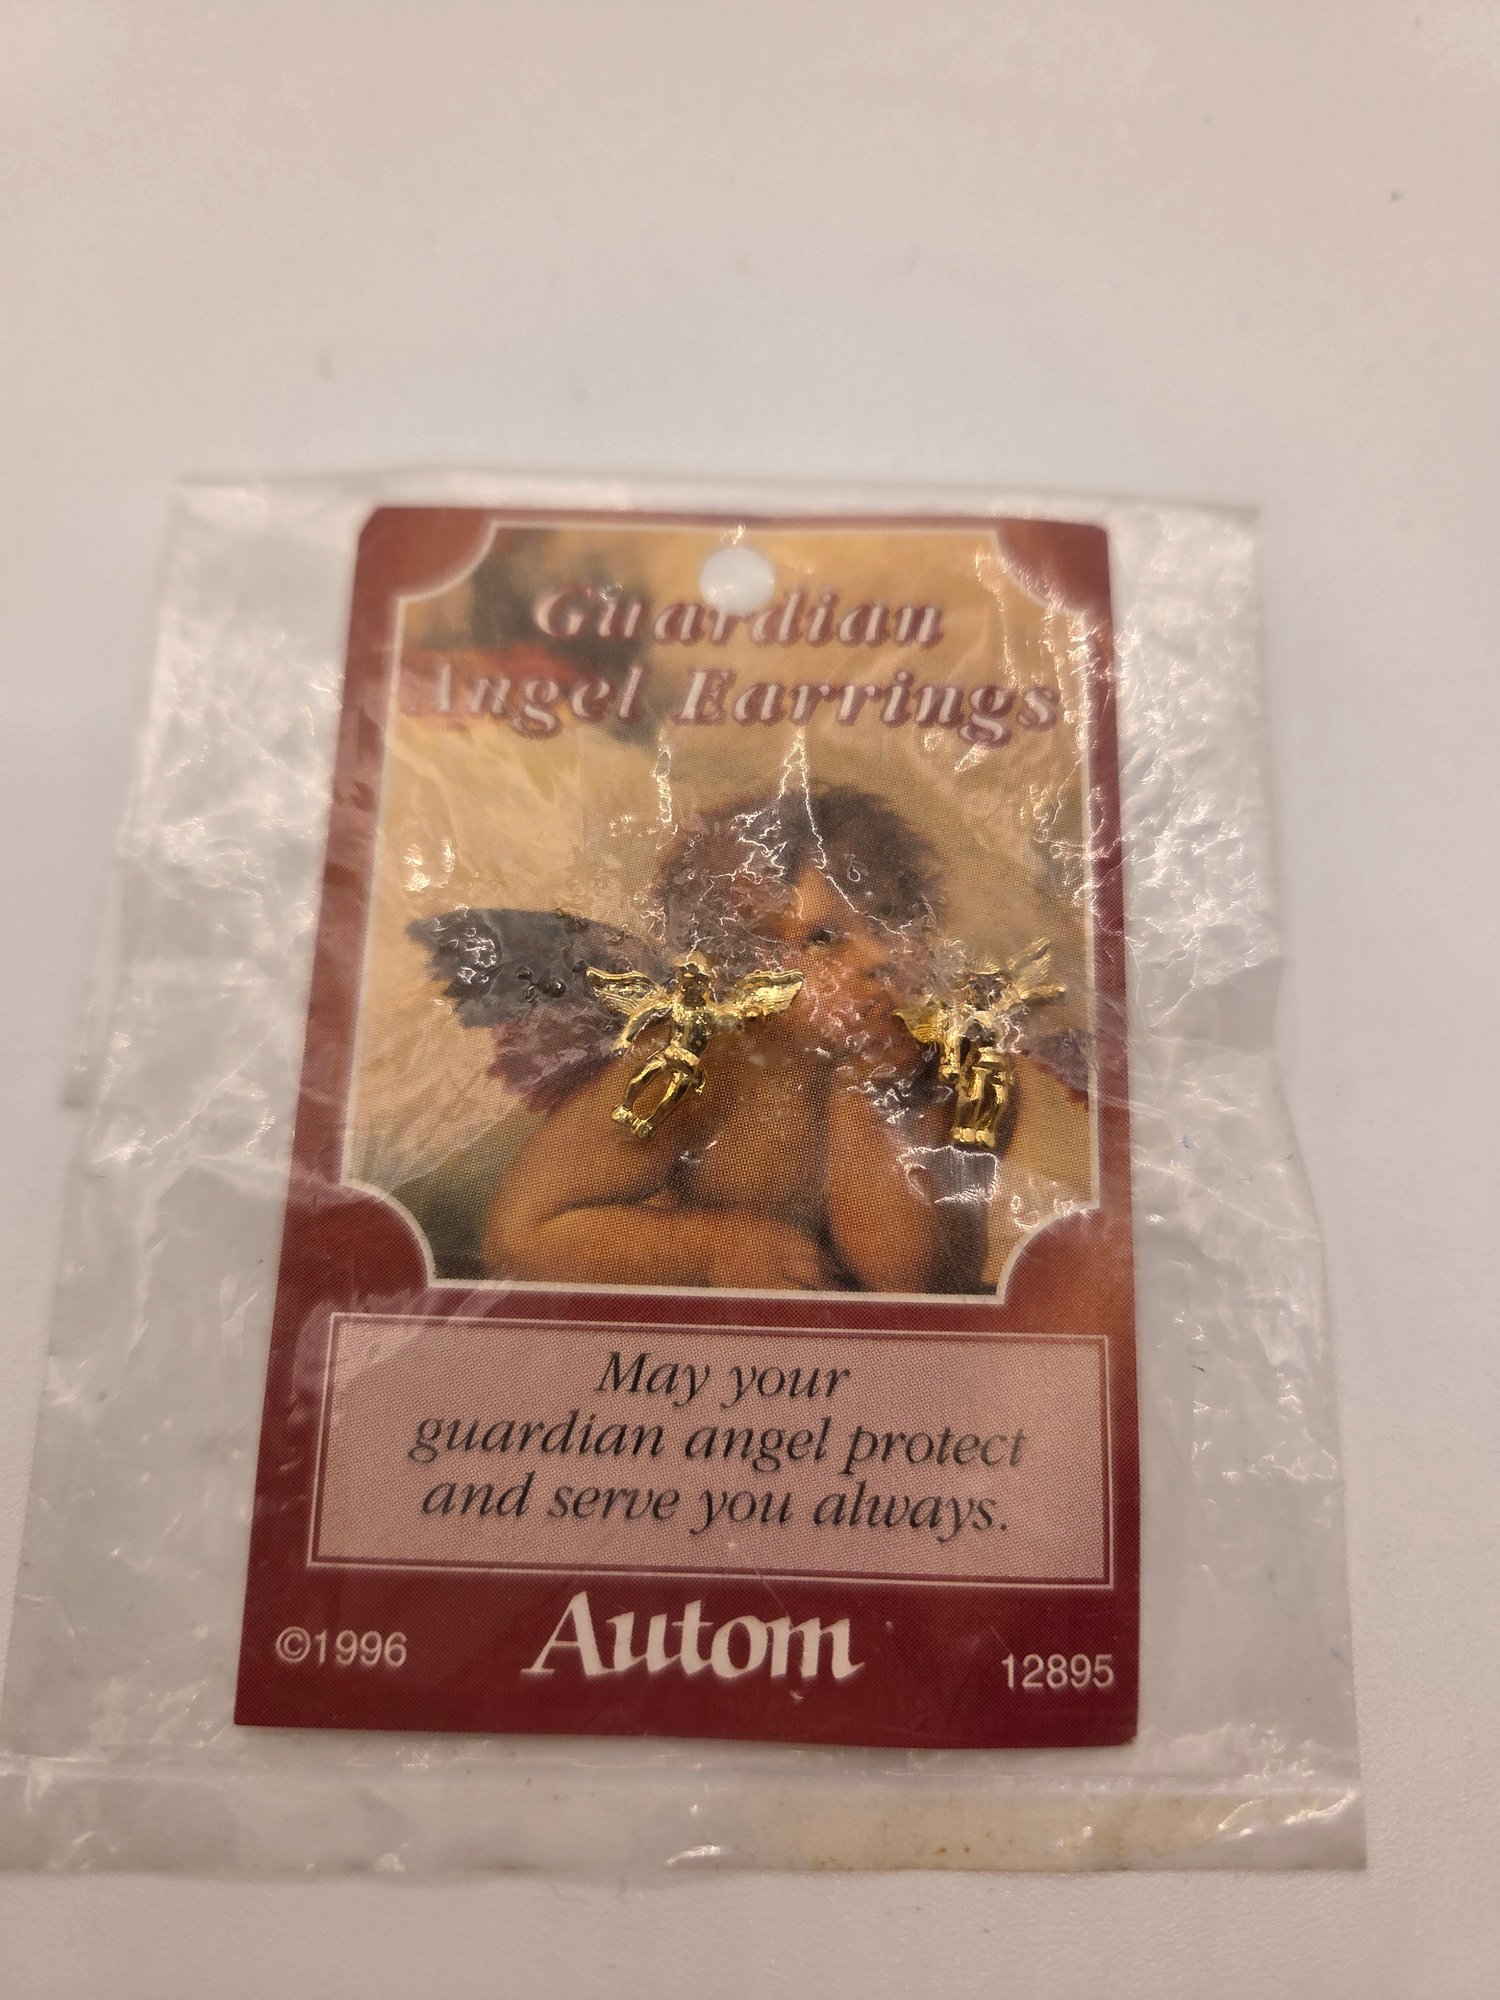 Guardian
Angel Earrings
May your
guardian angel protect
and serve you always.
©1996 Autom 12895